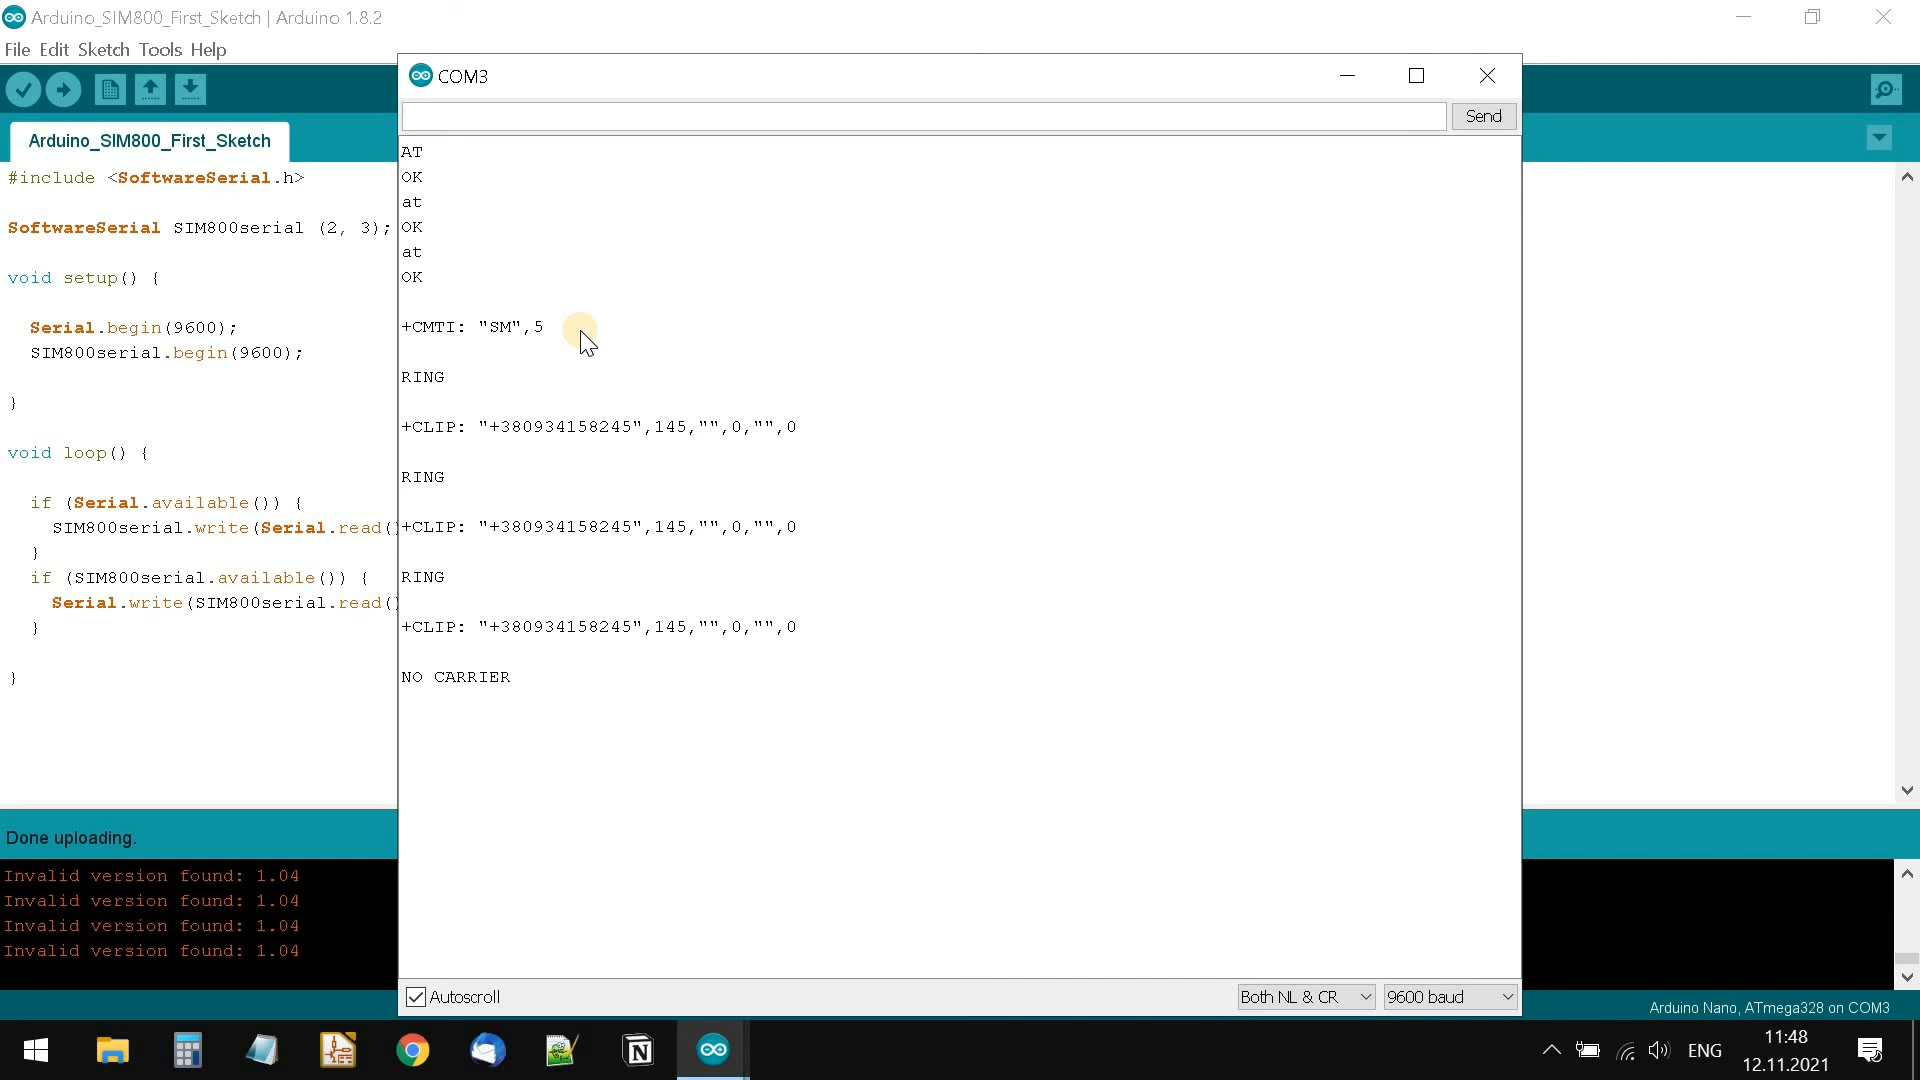 Arduino_SIM800_First_Sketch | Arduino 1.8.2
File Edit Sketch Tools Help
Arduino_SIM800_First_Sketch
#include <SoftwareSerial.h>
SoftwareSerial SIM800serial (2, 3);
void setup() {
Serial.begin(9600);
SIM800serial.begin(9600);
}
void loop() {
if (Serial.available()) {
SIM800serial.write(Serial.read()
}
if (SIM800serial.available()) {
Serial.write(SIM800serial.read()
}
}
COM3
Send
AT
OK
at
OK
at
OK
+CMTI: "SM",5
RING
+CLIP: "+380934158245",145,"",0,"",0
RING
+CLIP: "+380934158245",145,"",0,"",0
RING
+CLIP: "+380934158245",145,"",0,"",0
NO CARRIER
Autoscroll
Both NL & CR
9600 baud
Done uploading.
Invalid version found: 1.04
Invalid version found: 1.04
Invalid version found: 1.04
Invalid version found: 1.04
Arduino Nano, ATmega328 on COM3
ENG
11:48
12.11.2021